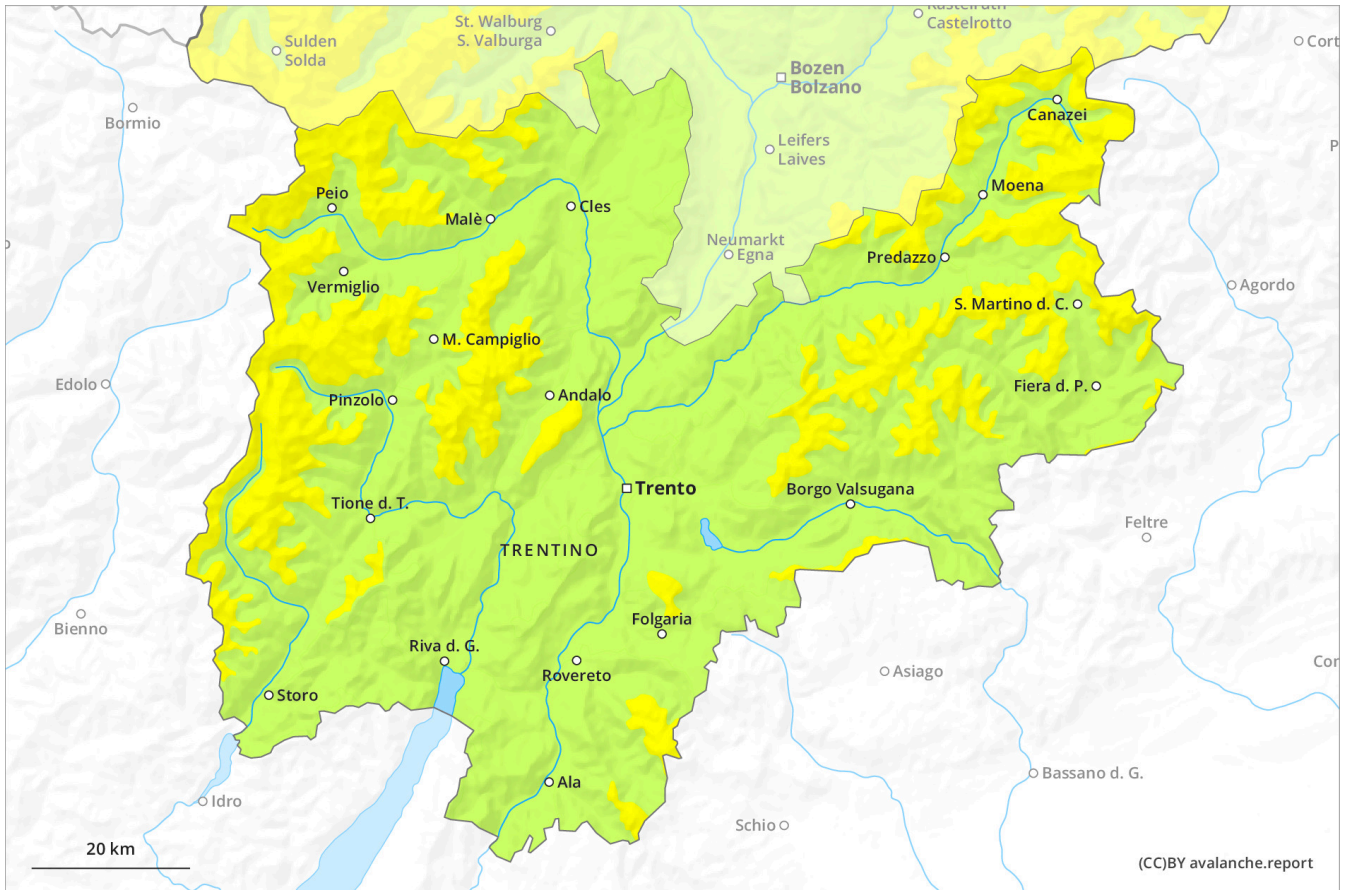 St. Walburg
S. Valburga
Kastelruth
Castelrotto
Sulden
Solda
Cort
Bozen
Bolzano
Bormio
Canazei
Leifers
Laives
P
Peio
Moena
Malè
Cles
Neumarkt
Egna
Predazzo
Vermiglio
Agordo
S. Martino d. C.
M. Campiglio
Edolo
Andalo
Fiera d. P.
Pinzolo
Trento
Borgo Valsugana
Tione d. T.
Feltre
TRENTINO
Bienno
Folgaria
Riva d. G.
Rovereto
Asiago
Cor
Storo
Bassano d. G.
Ala
Idro
Schio
20 km
(CC)BY avalanche.report